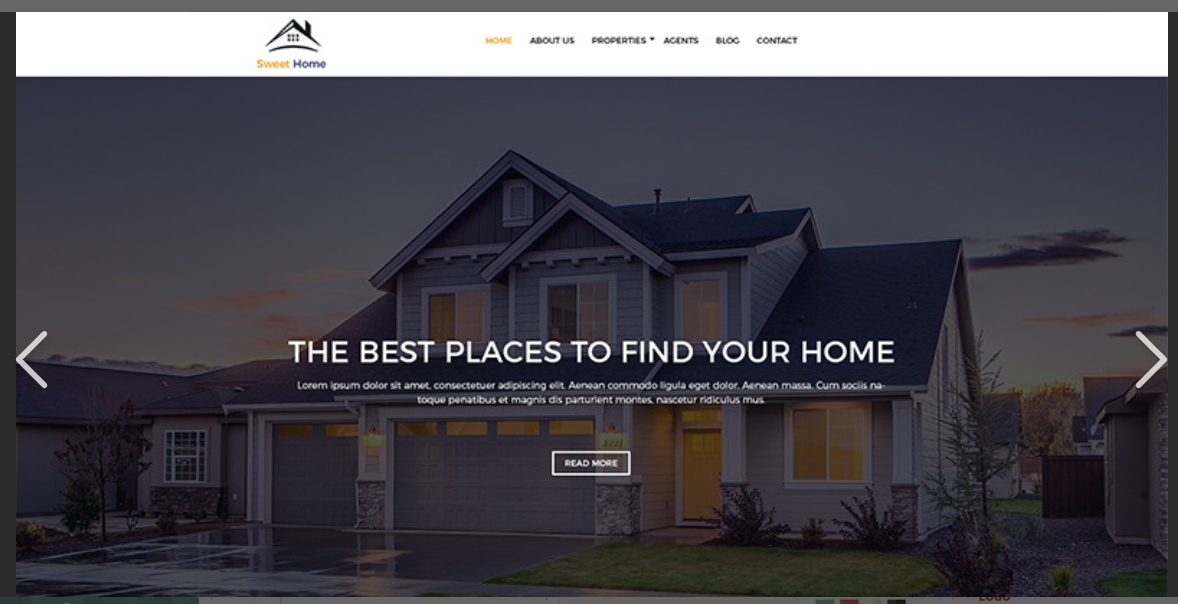 Sweet Home
HOME ABOUT US PROPERTIES AGENTS BLOG CONTACT
THE BEST PLACES TO FIND YOUR HOME
Lorem ipsum dolor sit amet, consectetuer adipiscing elit. Aenean commodo ligula eget dolor. Aenean massa. Cum sociis na-
toque penatibus et magnis dis parturient montes, nascetur ridiculus mus.
READ MORE